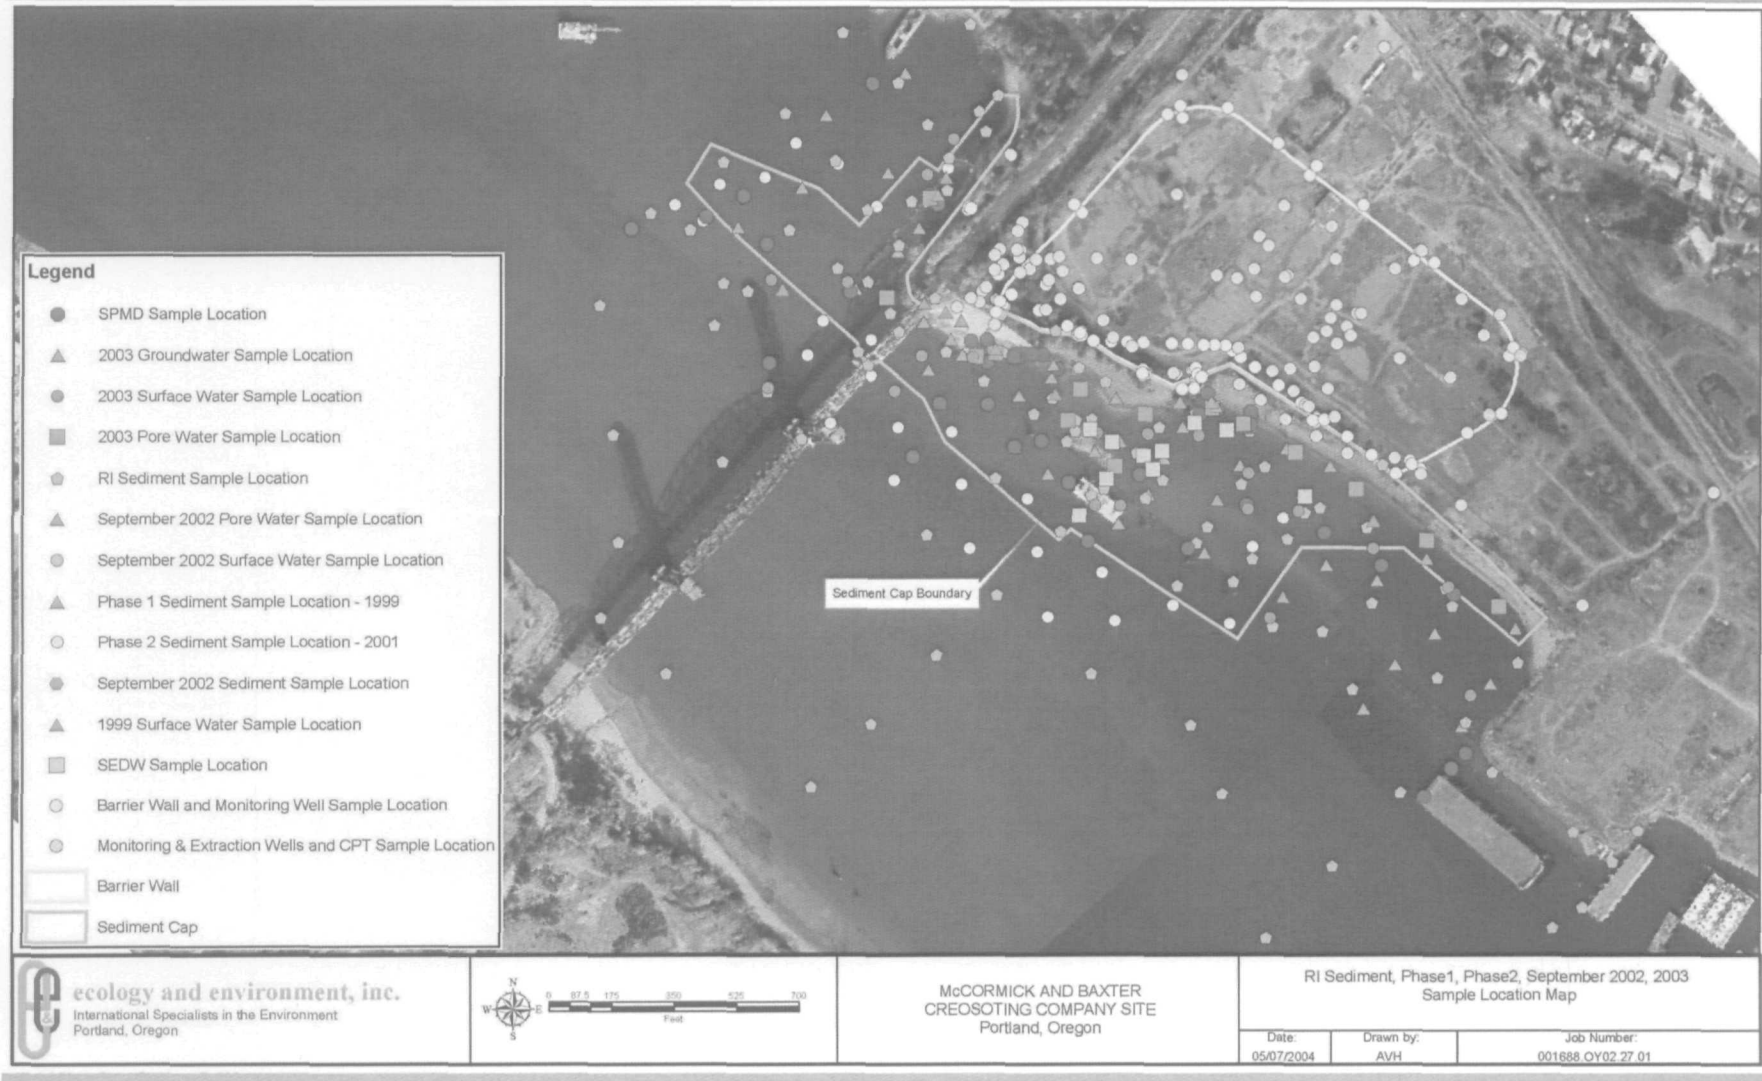 Legend
SPMD Sample Location
2003 Groundwater Sample Location
2003 Surface Water Sample Location
2003 Pore Water Sample Location
RI Sediment Sample Location
September 2002 Pore Water Sample Location
September 2002 Surface Water Sample Location
Phase 1 Sediment Sample Location - 1999
Phase 2 Sediment Sample Location - 2001
September 2002 Sediment Sample Location
1999 Surface Water Sample Location
SEDW Sample Location
Barrier Wall and Monitoring Well Sample Location
Monitoring & Extraction Wells and CPT Sample Location
Barrier Wall
Sediment Cap
Sediment Cap Boundary
&
ecology and environment, inc.
International Specialists in the Environment
Portland, Oregon
N
W E
S
0 87.5 175 350 525 700
Feet
McCORMICK AND BAXTER
CREOSOTING COMPANY SITE
Portland, Oregon
RI Sediment, Phase1, Phase2, September 2002, 2003
Sample Location Map
Date:
05/07/2004
Drawn by:
AVH
Job Number:
001688.OY02.27.01